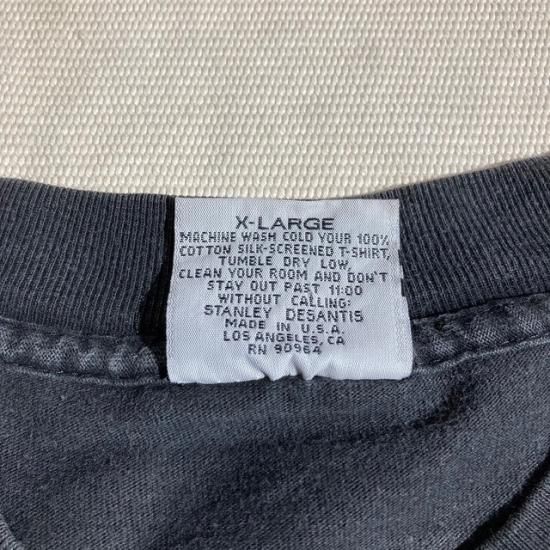 X-LARGE
MACHINE WASH COLD YOUR 100%
COTTON SILK-SCREENED T-SHIRT,
TUMBLE DRY LOW,
CLEAN YOUR ROOM AND DON'T
STAY OUT PAST 11:00
WITHOUT CALLING:
STANLEY DESANTIS
MADE IN U.S.A.
LOS ANGELES, CA
RN 90964